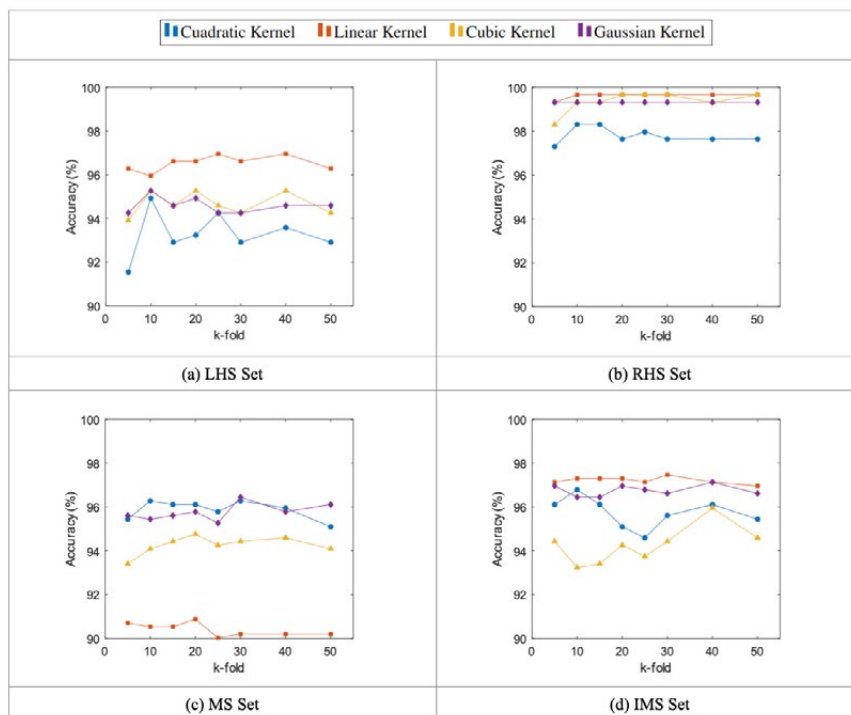 Cuadratic Kernel Linear Kernel Cubic Kernel Gaussian Kernel
100
98
96
94
92
90
Accuracy (%)
0 10 20 30 40 50
k-fold
(a) LHS Set
100
98
96
94
92
90
Accuracy (%)
0 10 20 30 40 50
k-fold
(b) RHS Set
100
98
96
94
92
90
Accuracy (%)
0 10 20 30 40 50
k-fold
(c) MS Set
100
98
96
94
92
90
Accuracy (%)
0 10 20 30 40 50
k-fold
(d) IMS Set